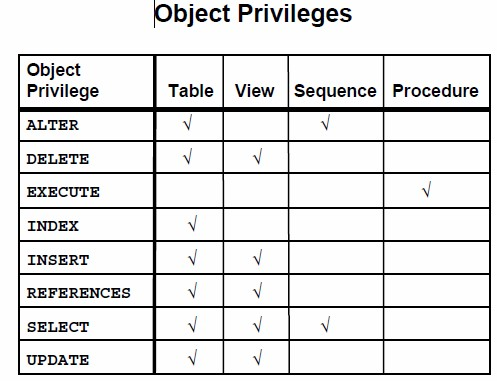 Object Privileges
Object
Privilege Table View Sequence Procedure
ALTER √ √
DELETE √ √
EXECUTE √
INDEX √
INSERT √ √
REFERENCES √ √
SELECT √ √ √
UPDATE √ √